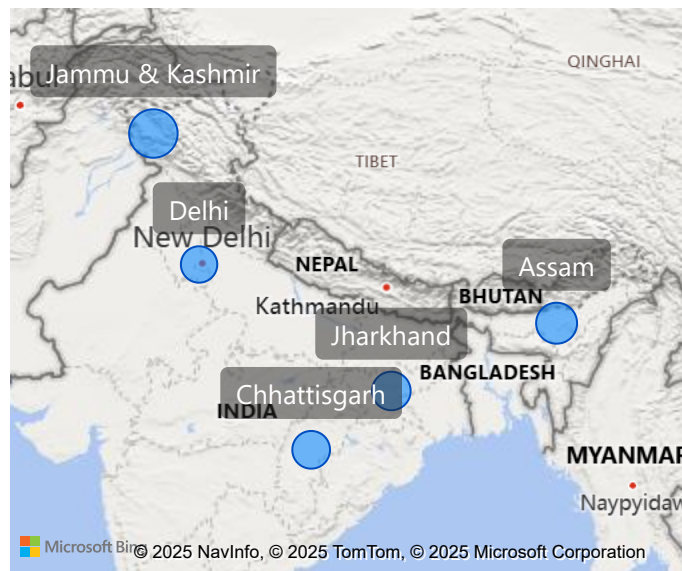 QINGHAI
abul
Jammu & Kashmir
TIBET
Delhi
New Delhi
NEPAL
Assam
BHUTAN
Kathmandu
Jharkhand
BANGLADESH
Chhattisgarh
INDIA
MYANMAR
Naypyidaw
Microsoft Bing
© 2025 NavInfo, © 2025 TomTom, © 2025 Microsoft Corporation